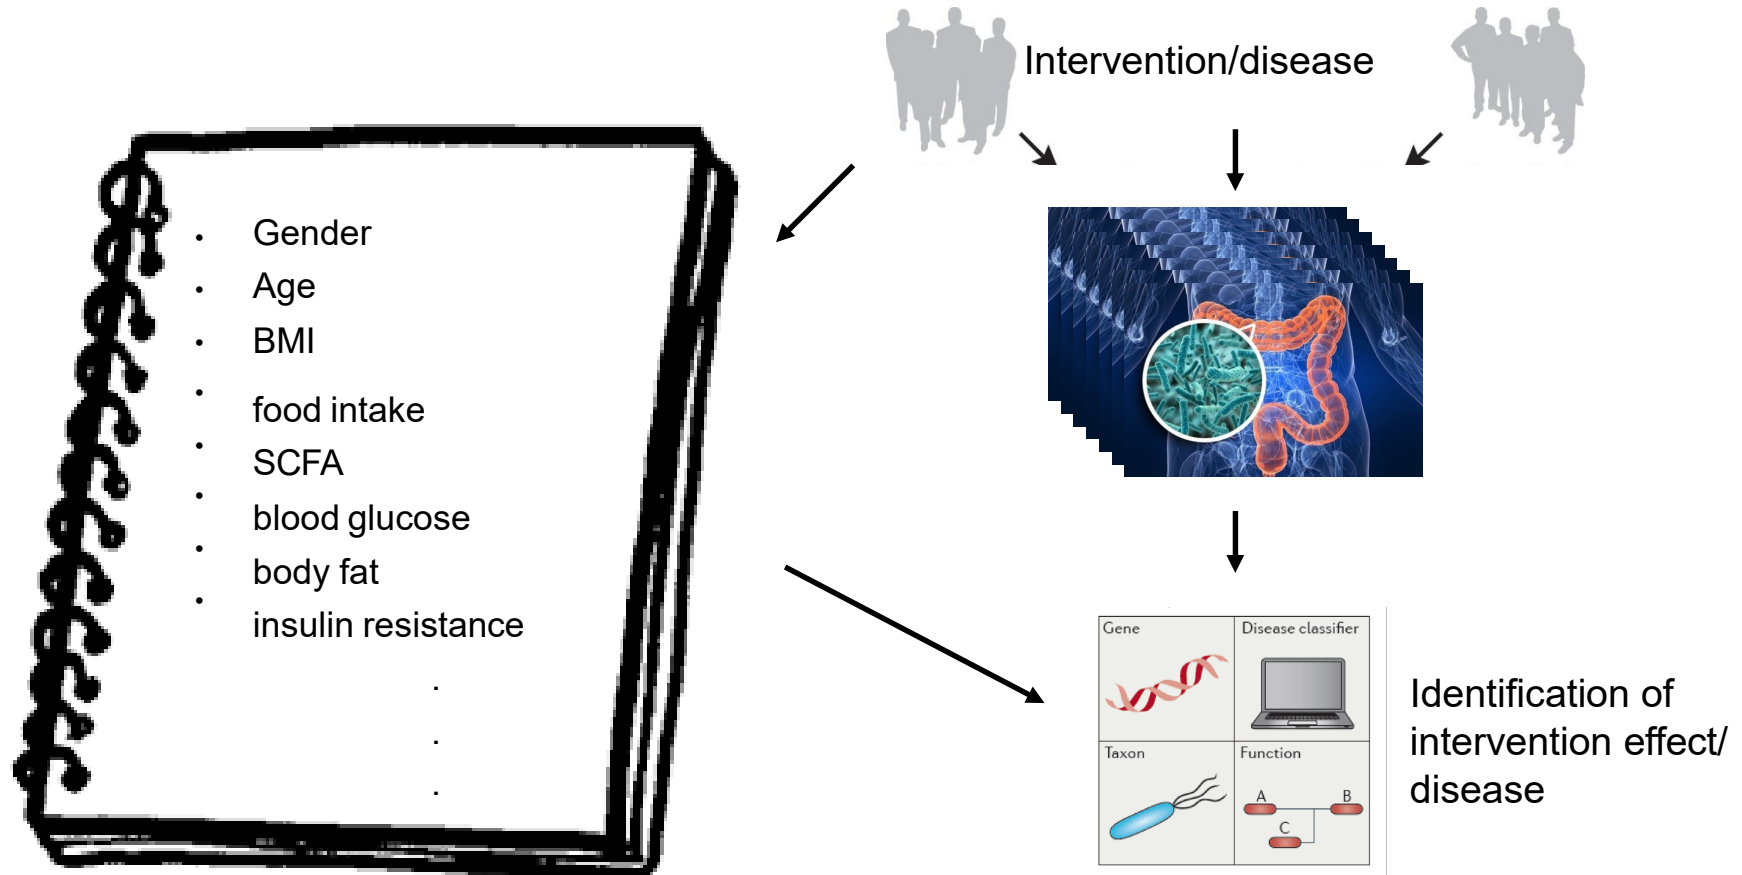 Intervention/disease
Gender
Age
BMI
food intake
SCFA
blood glucose
body fat
insulin resistance
.
.
.
Gene
Disease classifier
Taxon
Function
A
B
C
Identification of
intervention effect/
disease